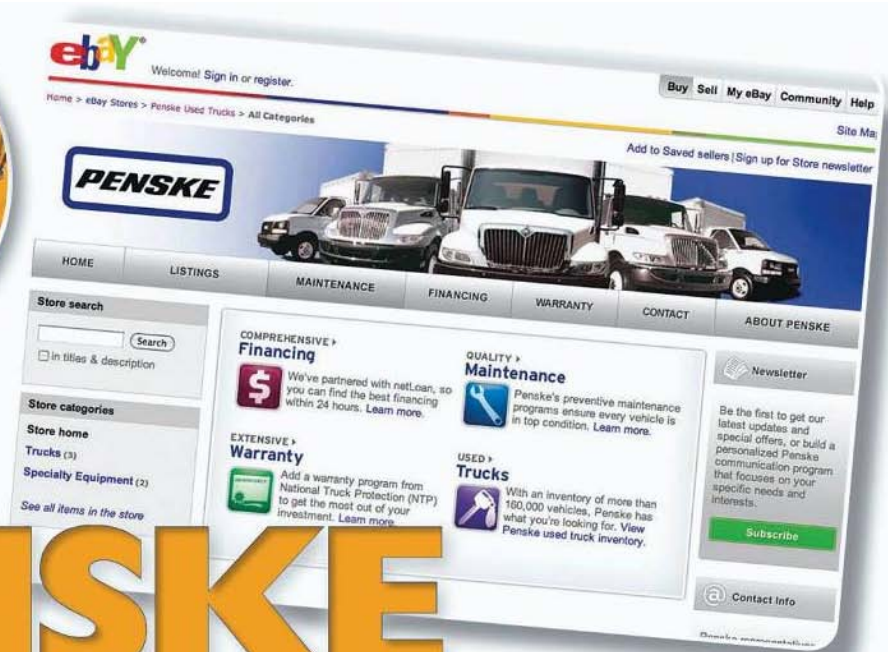 ebaY
Welcome! Sign in or register.
Buy Sell My eBay Community Help
Home > eBay Stores > Penske Used Trucks > All Categories
Site Ma
Add to Saved sellers | Sign up for Store newsletter
PENSKE
HOME LISTINGS MAINTENANCE FINANCING WARRANTY CONTACT ABOUT PENSKE
Store search
Search
in titles & description
Store categories
Store home
Trucks (3)
Specialty Equipment (2)
See all items in the store
COMPREHENSIVE
Financing
We've partnered with netLoan, so
you can find the best financing
within 24 hours. Learn more.
QUALITY
Maintenance
Penske's preventive maintenance
programs ensure every vehicle is
in top condition. Learn more.
EXTENSIVE
Warranty
Add a warranty program from
National Truck Protection (NTP)
to get the most out of your
investment. Learn more
USED
Trucks
With an inventory of more than
160,000 vehicles, Penske has
what you're looking for. View
Penske used truck inventory.
Newsletter
Be the first to get our
latest updates and
special offers, or build a
personalized Penske
communication program
that focuses on your
specific needs and
interests.
Subscribe
@ Contact Info
NSKE